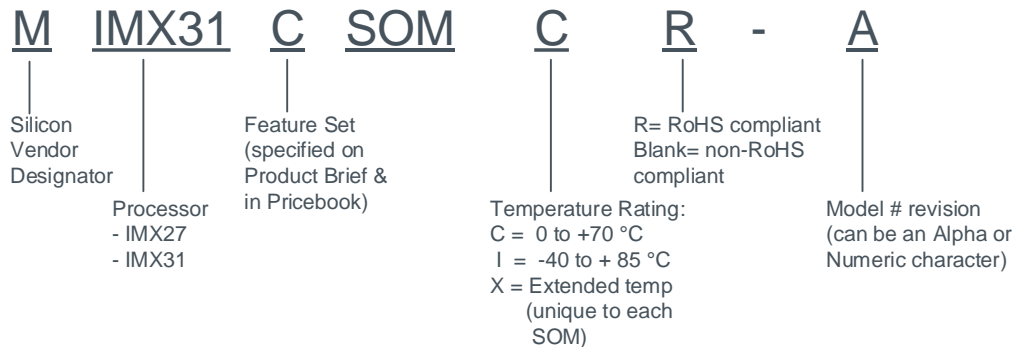 M IMX31 C SOM C R - A
Silicon
Vendor
Designator
Processor
- IMX27
- IMX31
Feature Set
(specified on
Product Brief &
in Pricebook)
Temperature Rating:
C = 0 to +70 °C
I = -40 to + 85 °C
X = Extended temp
(unique to each
SOM)
R= RoHS compliant
Blank= non-RoHS
compliant
Model # revision
(can be an Alpha or
Numeric character)